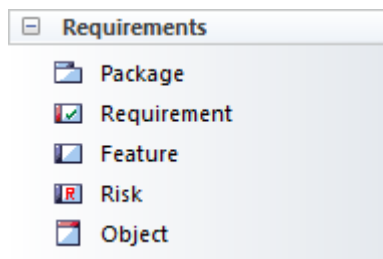 Requirements
Package
Requirement
Feature
R Risk
Object